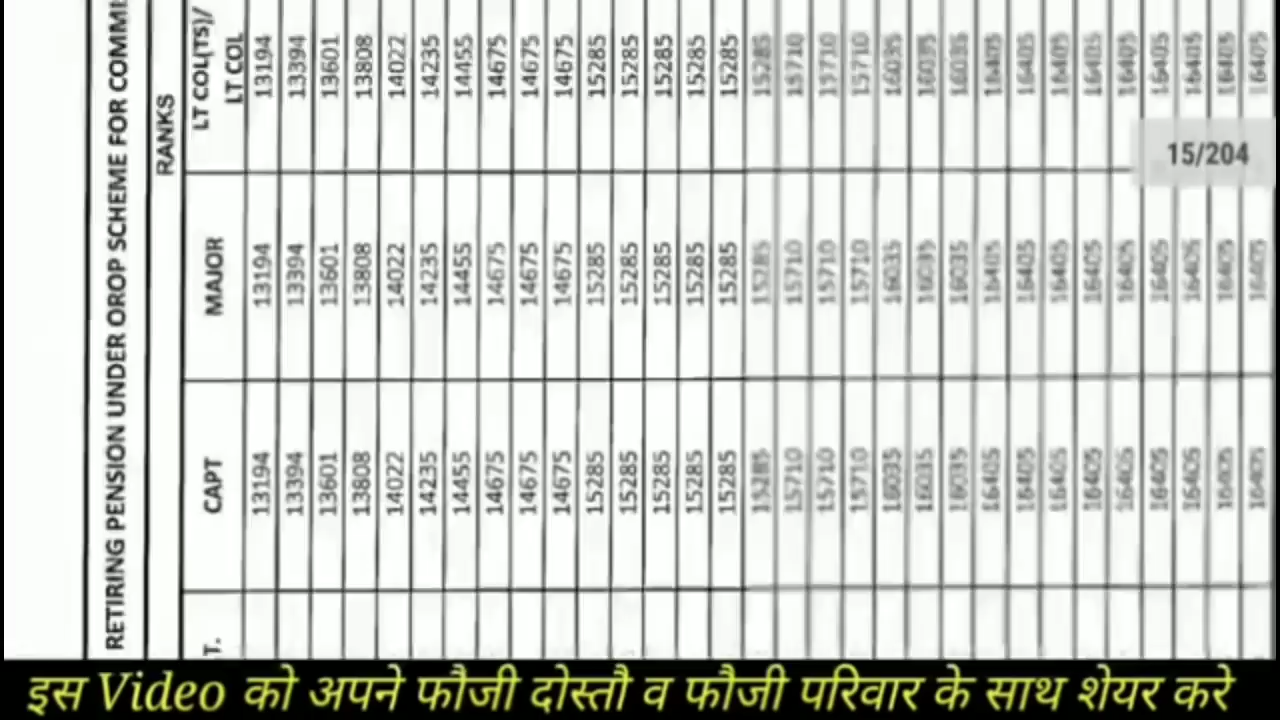 RETIRING PENSION UNDER OROP SCHEME FOR
RANKS
LT COL(TS)/
T. CAPT MAJOR LT COL
13194 13194 13194
13394 13394 13394
13601 13601 13601
13808 13808 13808
14022 14022 14022
14235 14235 14235
14455 14455 14455
14675 14675 14675
14675 14675 14675
14675 14675 14675
15285 15285 15285
15285 15285 15285
15285 15285 15285
15285 15285 15285
15285 15285 15285
15285 15285 15285
15710 15710 15710
15710 15710 15710
15710 15710 15710
16035 16035 16035
16035 16035 16035
16035 16035 16035
16405 16405 16405
16405 16405 16405
16405 16405 16405
16405 16405 16405
16405 16405 16405
16405 16405 16405
16405 16405 16405
16405 16405 16405
16405 16405 16405
15/204
इस Video को अपने फौजी दोस्तौ व फौजी परिवार के साथ शेयर करे